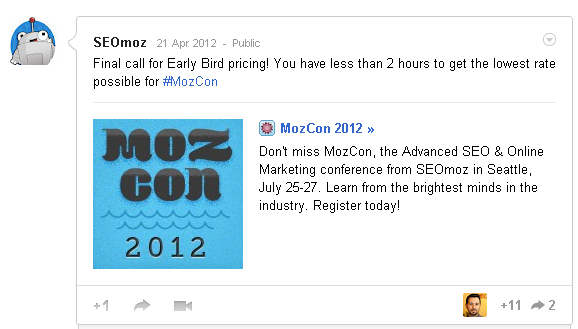 SEOmoz 21 Apr 2012 - Public
Final call for Early Bird pricing! You have less than 2 hours to get the lowest rate
possible for #MozCon
MOZ
CON
2012
MozCon 2012 »
Don't miss MozCon, the Advanced SEO & Online
Marketing conference from SEOmoz in Seattle,
July 25-27. Learn from the brightest minds in the
industry. Register today!
+1
+11 2